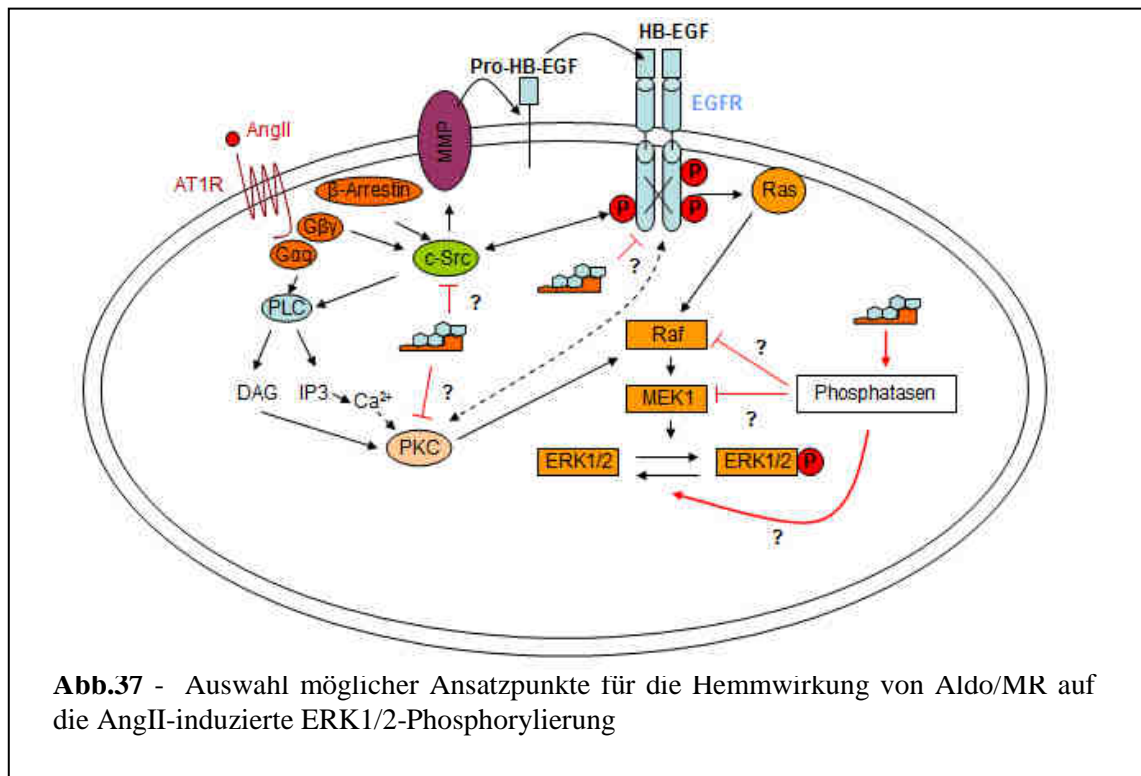 HB-EGF
Pro-HB-EGF
EGFR
AngII
MMP
AT1R
β-Arrestin
P
Ras
Gβγ
P
P
Gαq
c-Src
?
PLC
?
Raf
?
DAG
IP3
Ca²⁺
?
MEK1
Phosphatasen
?
PKC
ERK1/2
ERK1/2
P
?
Abb.37 - Auswahl möglicher Ansatzpunkte für die Hemmwirkung von Aldo/MR auf
die AngII-induzierte ERK1/2-Phosphorylierung